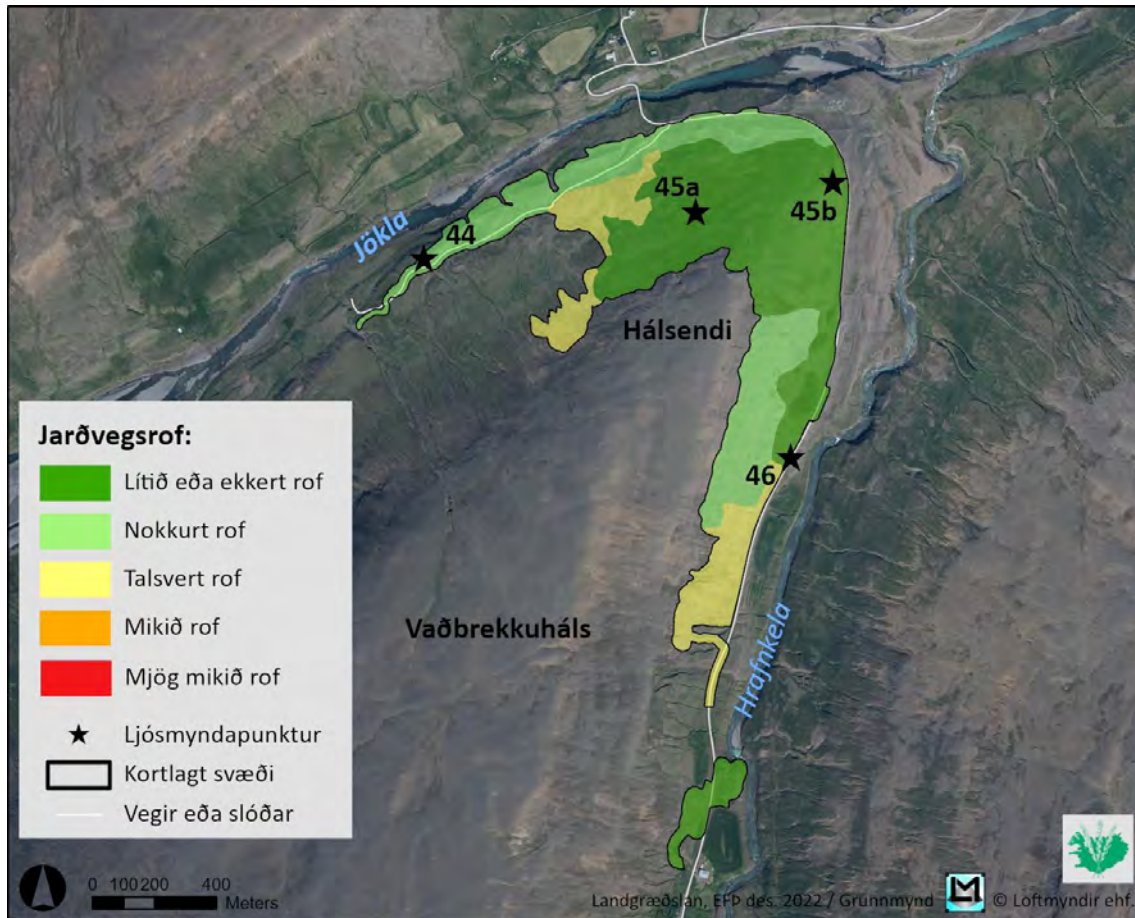 Jökla
44
45a
45b
Hálsendi
46
Vaðbrekkuháls
Hrafnkela
Jarðvegsrof:
Lítið eða ekkert rof
Nokkurt rof
Talsvert rof
Mikið rof
Mjög mikið rof
Ljósmyndapunktur
Kortlagt svæði
Vegir eða slóðar
0 100 200 400
Meters
Landgræðslan, EFÞ des. 2022 / Grunnmynd LM © Loftmyndir ehf.